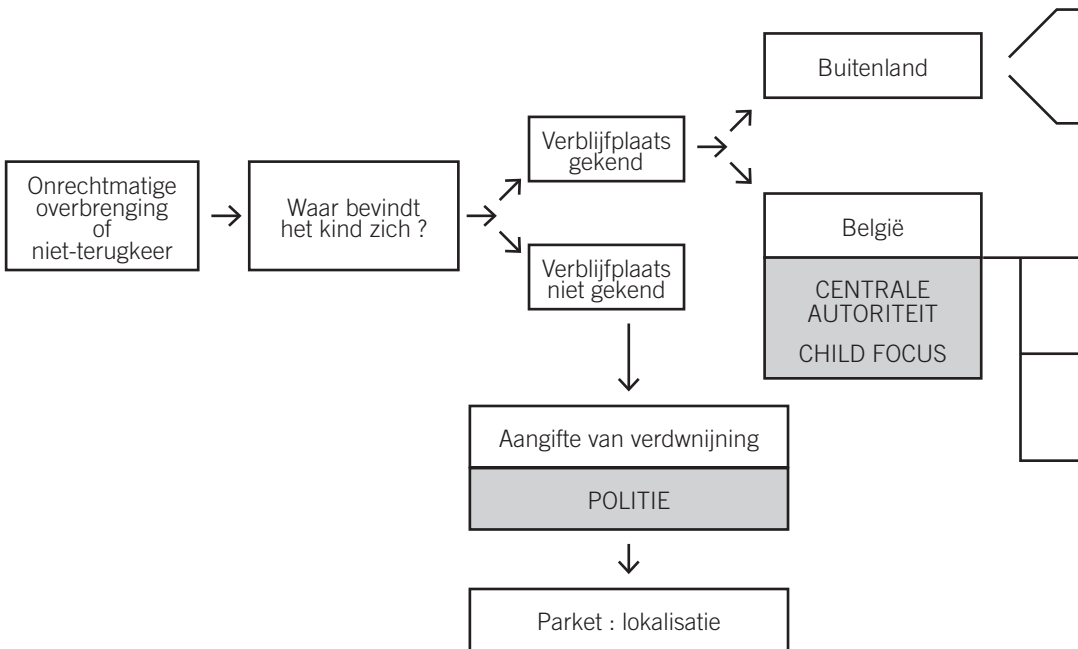 Onrechtmatige
overbrenging
of
niet-terugkeer
Waar bevindt
het kind zich ?
Verblijfplaats
gekend
Verblijfplaats
niet gekend
Buitenland
België
CENTRALE
AUTORITEIT
CHILD FOCUS
Aangifte van verdwnijning
POLITIE
Parket : lokalisatie